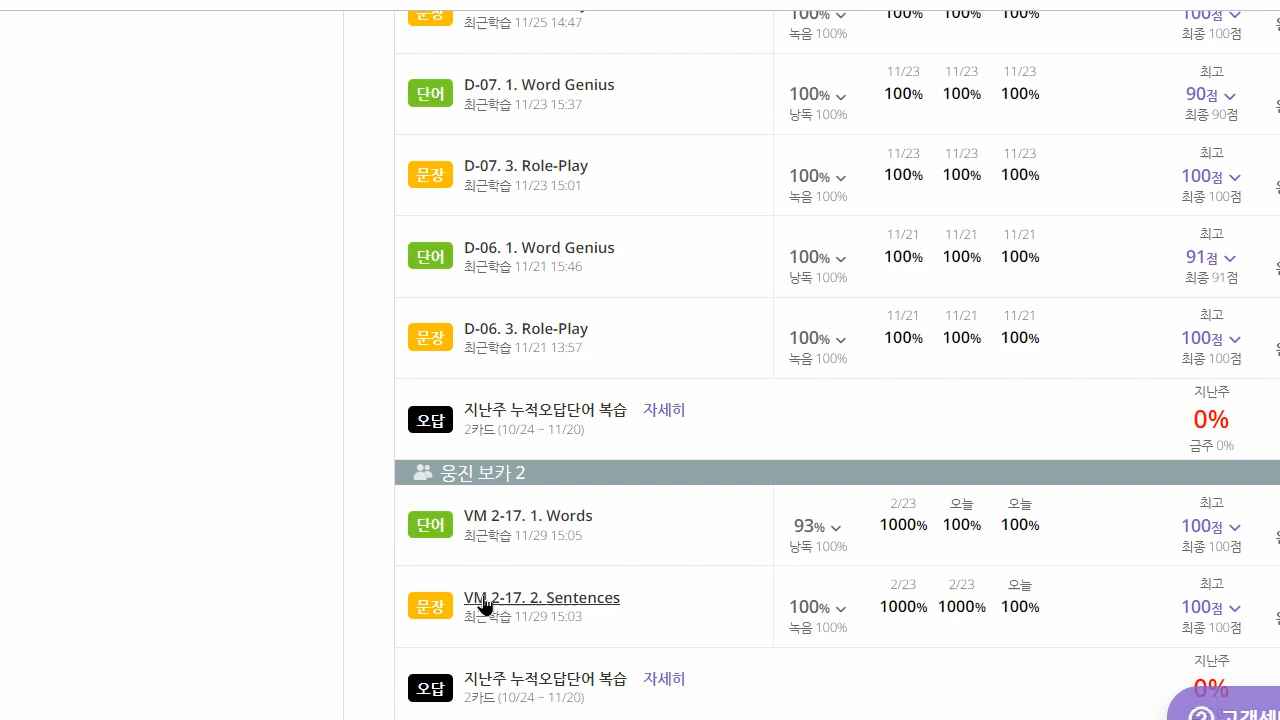 문장
최근학습 11/25 14:47
100%
녹음 100%
100% 100% 100%
100점
최종 100점
단어
D-07. 1. Word Genius
최근학습 11/23 15:37
100%
낭독 100%
11/23 11/23 11/23
100% 100% 100%
최고
90점
최종 90점
문장
D-07. 3. Role-Play
최근학습 11/23 15:01
100%
녹음 100%
11/23 11/23 11/23
100% 100% 100%
최고
100점
최종 100점
단어
D-06. 1. Word Genius
최근학습 11/21 15:46
100%
낭독 100%
11/21 11/21 11/21
100% 100% 100%
최고
91점
최종 91점
문장
D-06. 3. Role-Play
최근학습 11/21 13:57
100%
녹음 100%
11/21 11/21 11/21
100% 100% 100%
최고
100점
최종 100점
오답
지난주 누적오답단어 복습 자세히
2카드 (10/24 ~ 11/20)
지난주
0%
금주 0%
웅진 보카 2
단어
VM 2-17. 1. Words
최근학습 11/29 15:05
93%
낭독 100%
2/23 오늘 오늘
1000% 100% 100%
최고
100점
최종 100점
문장
VM 2-17. 2. Sentences
최근학습 11/29 15:03
100%
녹음 100%
2/23 2/23 오늘
1000% 1000% 100%
최고
100점
최종 100점
오답
지난주 누적오답단어 복습 자세히
2카드 (10/24 ~ 11/20)
지난주
0%